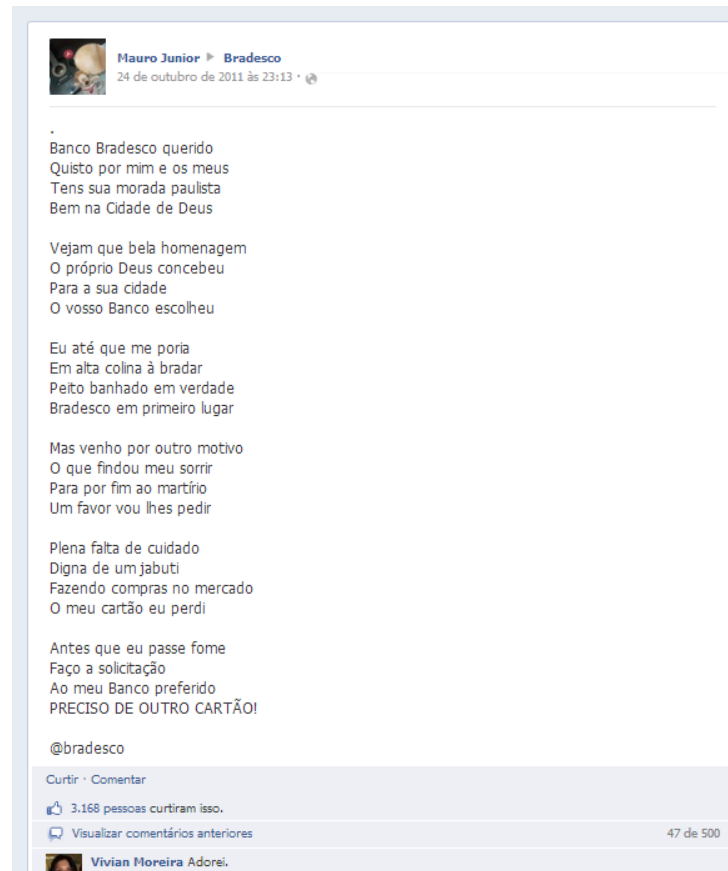 Mauro Junior ▶ Bradesco
24 de outubro de 2011 às 23:13 ·
.
Banco Bradesco querido
Quisto por mim e os meus
Tens sua morada paulista
Bem na Cidade de Deus
Vejam que bela homenagem
O próprio Deus concebeu
Para a sua cidade
O vosso Banco escolheu
Eu até que me poria
Em alta colina à bradar
Peito banhado em verdade
Bradesco em primeiro lugar
Mas venho por outro motivo
O que findou meu sorrir
Para por fim ao martírio
Um favor vou lhes pedir
Plena falta de cuidado
Digna de um jabuti
Fazendo compras no mercado
O meu cartão eu perdi
Antes que eu passe fome
Faço a solicitação
Ao meu Banco preferido
PRECISO DE OUTRO CARTÃO!
@bradesco
Curtir · Comentar
3.168 pessoas curtiram isso.
Visualizar comentários anteriores 47 de 500
Vivian Moreira Adorei.